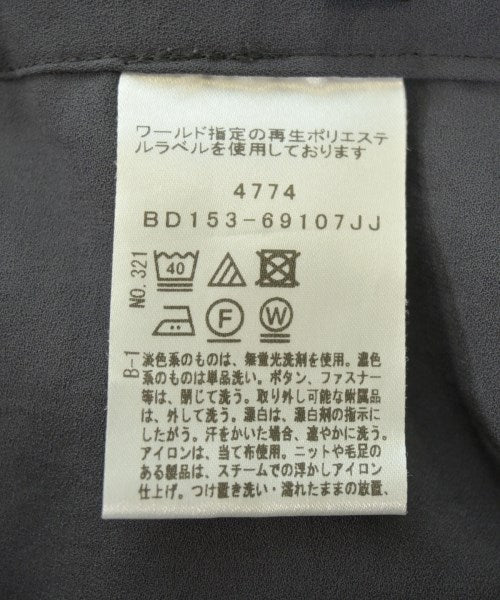 ワールド指定の再生ポリエステ
ルラベルを使用しております
4774
BD153-69107JJ
NO.321
40
F
W
B-1
淡色系のものは、無蛍光洗剤を使用。濃色
系のものは単品洗い。ボタン、ファスナー
等は、閉じて洗う。取り外し可能な附属品
は、外して洗う。漂白は、漂白剤の指示に
したがう。汗をかいた場合、速やかに洗う。
アイロンは、当て布使用。ニットや毛足の
ある製品は、スチームでの浮かしアイロン
仕上げ。つけ置き洗い・濡れたままの放置、